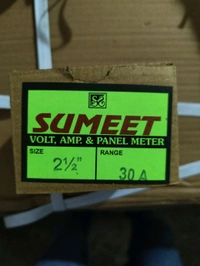 SUMEET
VOLT, AMP. & PANEL METER
SIZE RANGE
2½" 30 A